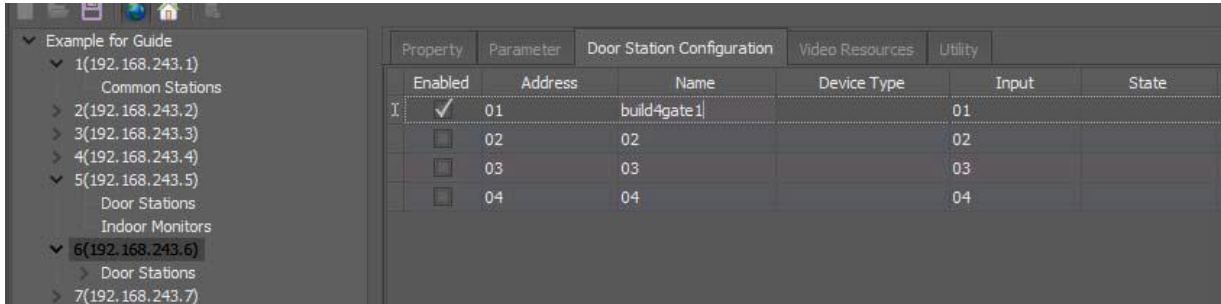 Example for Guide
1(192.168.243.1)
Common Stations
2(192.168.243.2)
3(192.168.243.3)
4(192.168.243.4)
5(192.168.243.5)
Door Stations
Indoor Monitors
6(192.168.243.6)
Door Stations
7(192.168.243.7)
Property Parameter Door Station Configuration Video Resources Utility
Enabled Address Name Device Type Input State
01 build4gate1 01
02 02 02
03 03 03
04 04 04